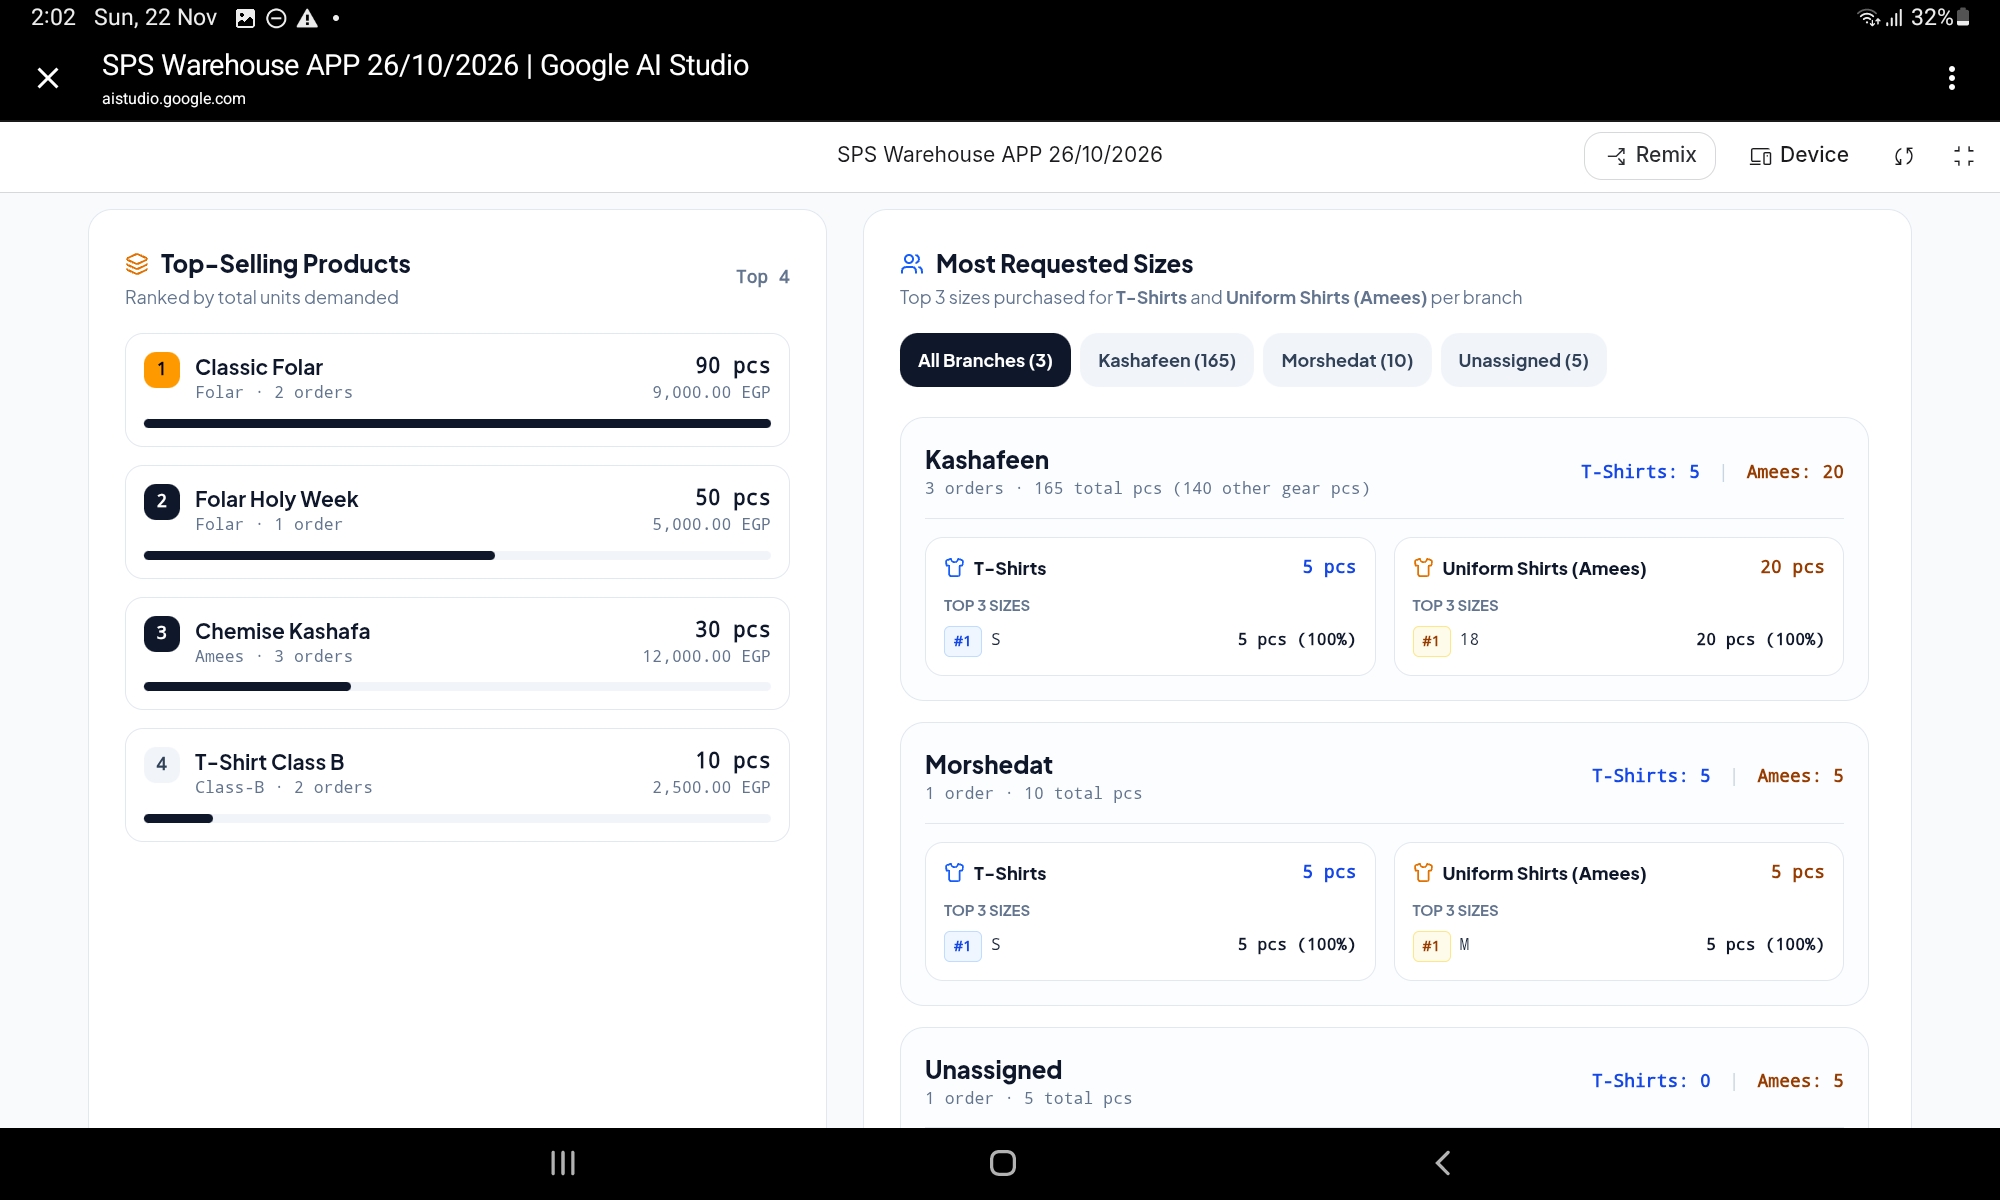 2:02 Sun, 22 Nov
32%
SPS Warehouse APP 26/10/2026 | Google AI Studio
aistudio.google.com
SPS Warehouse APP 26/10/2026
Remix
Device
Top-Selling Products
Ranked by total units demanded
Top 4
1 Classic Folar 90 pcs
Folar · 2 orders 9,000.00 EGP
2 Folar Holy Week 50 pcs
Folar · 1 order 5,000.00 EGP
3 Chemise Kashafa 30 pcs
Amees · 3 orders 12,000.00 EGP
4 T-Shirt Class B 10 pcs
Class-B · 2 orders 2,500.00 EGP
Most Requested Sizes
Top 3 sizes purchased for T-Shirts and Uniform Shirts (Amees) per branch
All Branches (3) Kashafeen (165) Morshedat (10) Unassigned (5)
Kashafeen
3 orders · 165 total pcs (140 other gear pcs)
T-Shirts: 5 | Amees: 20
T-Shirts 5 pcs
TOP 3 SIZES
#1 S 5 pcs (100%)
Uniform Shirts (Amees) 20 pcs
TOP 3 SIZES
#1 18 20 pcs (100%)
Morshedat
1 order · 10 total pcs
T-Shirts: 5 | Amees: 5
T-Shirts 5 pcs
TOP 3 SIZES
#1 S 5 pcs (100%)
Uniform Shirts (Amees) 5 pcs
TOP 3 SIZES
#1 M 5 pcs (100%)
Unassigned
1 order · 5 total pcs
T-Shirts: 0 | Amees: 5